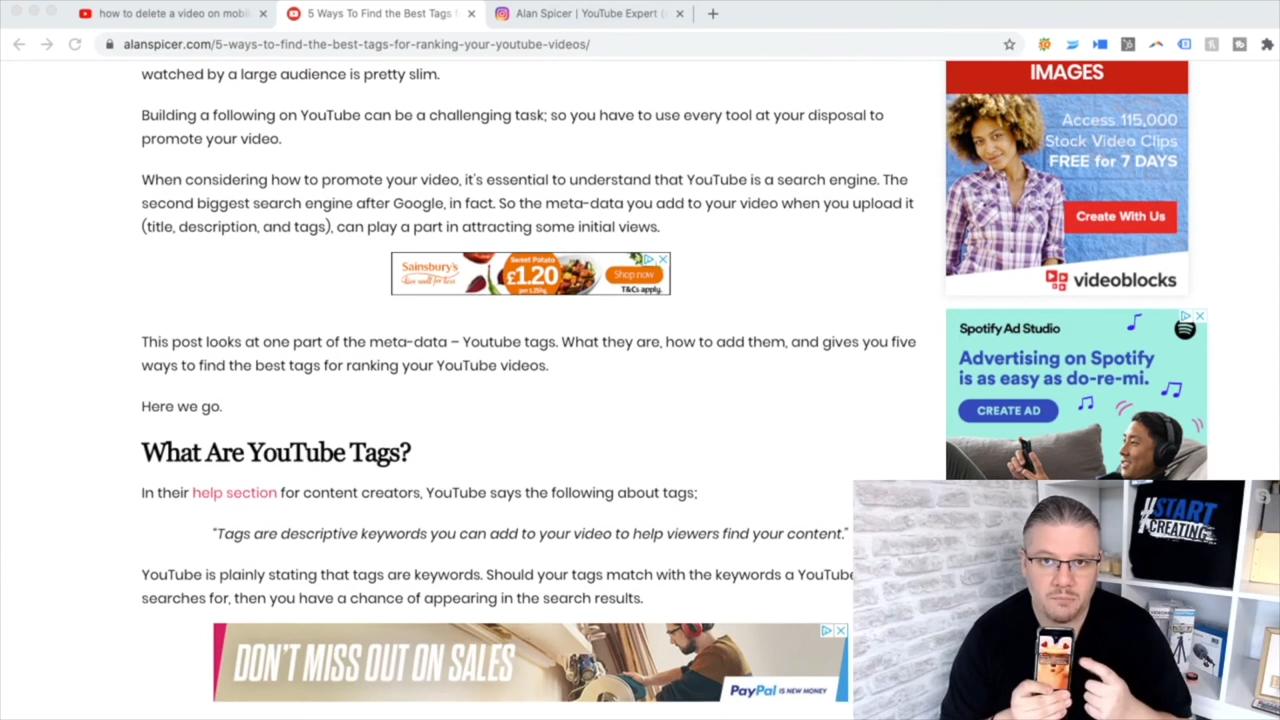 how to delete a video on mobil
5 Ways To Find the Best Tags f
Alan Spicer | YouTube Expert (
alanspicer.com/5-ways-to-find-the-best-tags-for-ranking-your-youtube-videos/
watched by a large audience is pretty slim.
Building a following on YouTube can be a challenging task; so you have to use every tool at your disposal to
promote your video.
When considering how to promote your video, it's essential to understand that YouTube is a search engine. The
second biggest search engine after Google, in fact. So the meta-data you add to your video when you upload it
(title, description, and tags), can play a part in attracting some initial views.
Sainsbury's
live well for less
Sweet Potato
£1.20
per 1.25kg
Shop now
T&Cs apply.
This post looks at one part of the meta-data – Youtube tags. What they are, how to add them, and gives you five
ways to find the best tags for ranking your YouTube videos.
Here we go.
What Are YouTube Tags?
In their help section for content creators, YouTube says the following about tags;
"Tags are descriptive keywords you can add to your video to help viewers find your content."
YouTube is plainly stating that tags are keywords. Should your tags match with the keywords a YouTube
searches for, then you have a chance of appearing in the search results.
DON'T MISS OUT ON SALES
PayPal IS NEW MONEY
IMAGES
Access 115,000
Stock Video Clips
FREE for 7 DAYS
Create With Us
videoblocks
Spotify Ad Studio
Advertising on Spotify
is as easy as do-re-mi.
CREATE AD
#START
CREATING